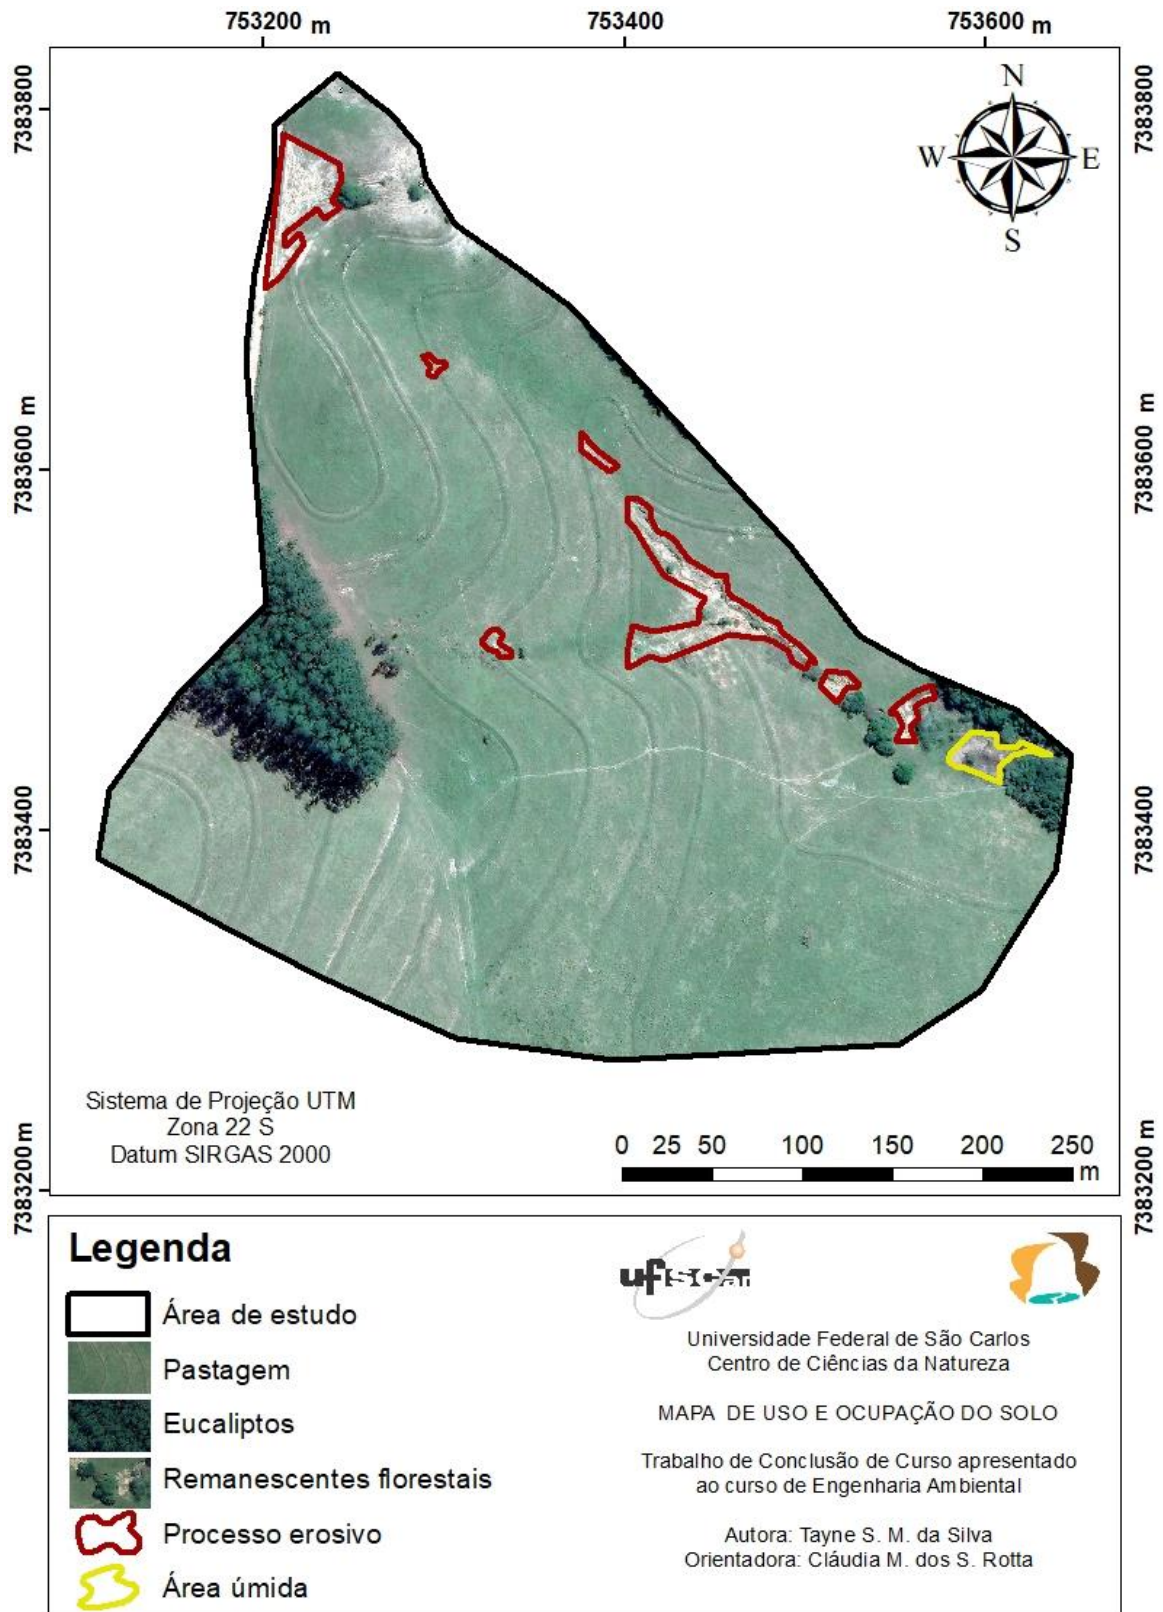 753200 m
753400 m
753600 m
7383800
7383800
N
W
E
S
7383600 m
7383600 m
7383400
7383400
Sistema de Projeção UTM
Zona 22 S
Datum SIRGAS 2000
0 25 50 100 150 200 250
m
7383200 m
7383200 m
Legenda
Área de estudo
Pastagem
Eucaliptos
Remanescentes florestais
Processo erosivo
Área úmida
ufscar
Universidade Federal de São Carlos
Centro de Ciências da Natureza
MAPA DE USO E OCUPAÇÃO DO SOLO
Trabalho de Conclusão de Curso apresentado
ao curso de Engenharia Ambiental
Autora: Tayne S. M. da Silva
Orientadora: Cláudia M. dos S. Rotta